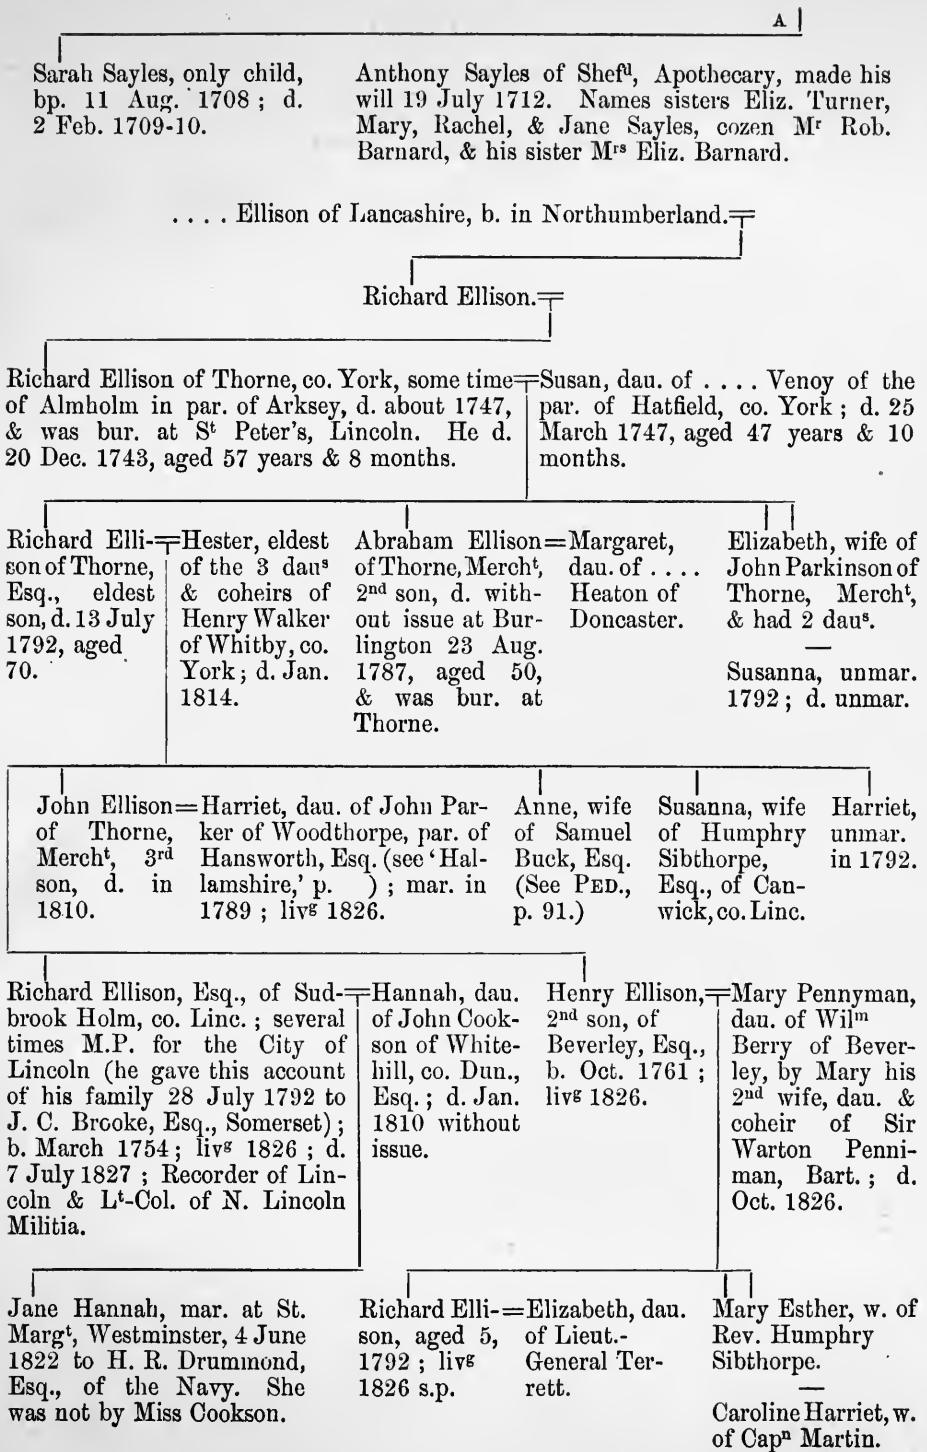 A
Sarah Sayles, only child,
bp. 11 Aug. 1708 ; d.
2 Feb. 1709-10.
Anthony Sayles of Shefᵈ, Apothecary, made his
will 19 July 1712. Names sisters Eliz. Turner,
Mary, Rachel, & Jane Sayles, cozen Mʳ Rob.
Barnard, & his sister Mʳˢ Eliz. Barnard.
. . . . Ellison of Lancashire, b. in Northumberland.
Richard Ellison.
Richard Ellison of Thorne, co. York, some time
of Almholm in par. of Arksey, d. about 1747,
& was bur. at Sᵗ Peter's, Lincoln. He d.
20 Dec. 1743, aged 57 years & 8 months.
Susan, dau. of . . . . Venoy of the
par. of Hatfield, co. York ; d. 25
March 1747, aged 47 years & 10
months.
Richard Elli-
son of Thorne,
Esq., eldest
son, d. 13 July
1792, aged
70.
Hester, eldest
of the 3 dauˢ
& coheirs of
Henry Walker
of Whitby, co.
York ; d. Jan.
1814.
Abraham Ellison
of Thorne, Merchᵗ,
2ⁿᵈ son, d. with-
out issue at Bur-
lington 23 Aug.
1787, aged 50,
& was bur. at
Thorne.
Margaret,
dau. of . . . .
Heaton of
Doncaster.
Elizabeth, wife of
John Parkinson of
Thorne, Merchᵗ,
& had 2 dauˢ.
—
Susanna, unmar.
1792 ; d. unmar.
John Ellison
of Thorne,
Merchᵗ, 3ʳᵈ
son, d. in
1810.
Harriet, dau. of John Par-
ker of Woodthorpe, par. of
Hansworth, Esq. (see ‘Hal-
lamshire,’ p. ) ; mar. in
1789 ; livᵍ 1826.
Anne, wife
of Samuel
Buck, Esq.
(See PED.,
p. 91.)
Susanna, wife
of Humphry
Sibthorpe,
Esq., of Can-
wick, co. Linc.
Harriet,
unmar.
in 1792.
Richard Ellison, Esq., of Sud-
brook Holm, co. Linc. ; several
times M.P. for the City of
Lincoln (he gave this account
of his family 28 July 1792 to
J. C. Brooke, Esq., Somerset) ;
b. March 1754 ; livᵍ 1826 ; d.
7 July 1827 ; Recorder of Lin-
coln & Lᵗ-Col. of N. Lincoln
Militia.
Hannah, dau.
of John Cook-
son of White-
hill, co. Dun.,
Esq. ; d. Jan.
1810 without
issue.
Henry Ellison,
2ⁿᵈ son, of
Beverley, Esq.,
b. Oct. 1761 ;
livᵍ 1826.
Mary Pennyman,
dau. of Wilᵐ
Berry of Bever-
ley, by Mary his
2ⁿᵈ wife, dau. &
coheir of Sir
Warton Penni-
man, Bart. ; d.
Oct. 1826.
Jane Hannah, mar. at St.
Margᵗ, Westminster, 4 June
1822 to H. R. Drummond,
Esq., of the Navy. She
was not by Miss Cookson.
Richard Elli-
son, aged 5,
1792 ; livᵍ
1826 s.p.
Elizabeth, dau.
of Lieut.-
General Ter-
rett.
Mary Esther, w. of
Rev. Humphry
Sibthorpe.
—
Caroline Harriet, w.
of Capⁿ Martin.